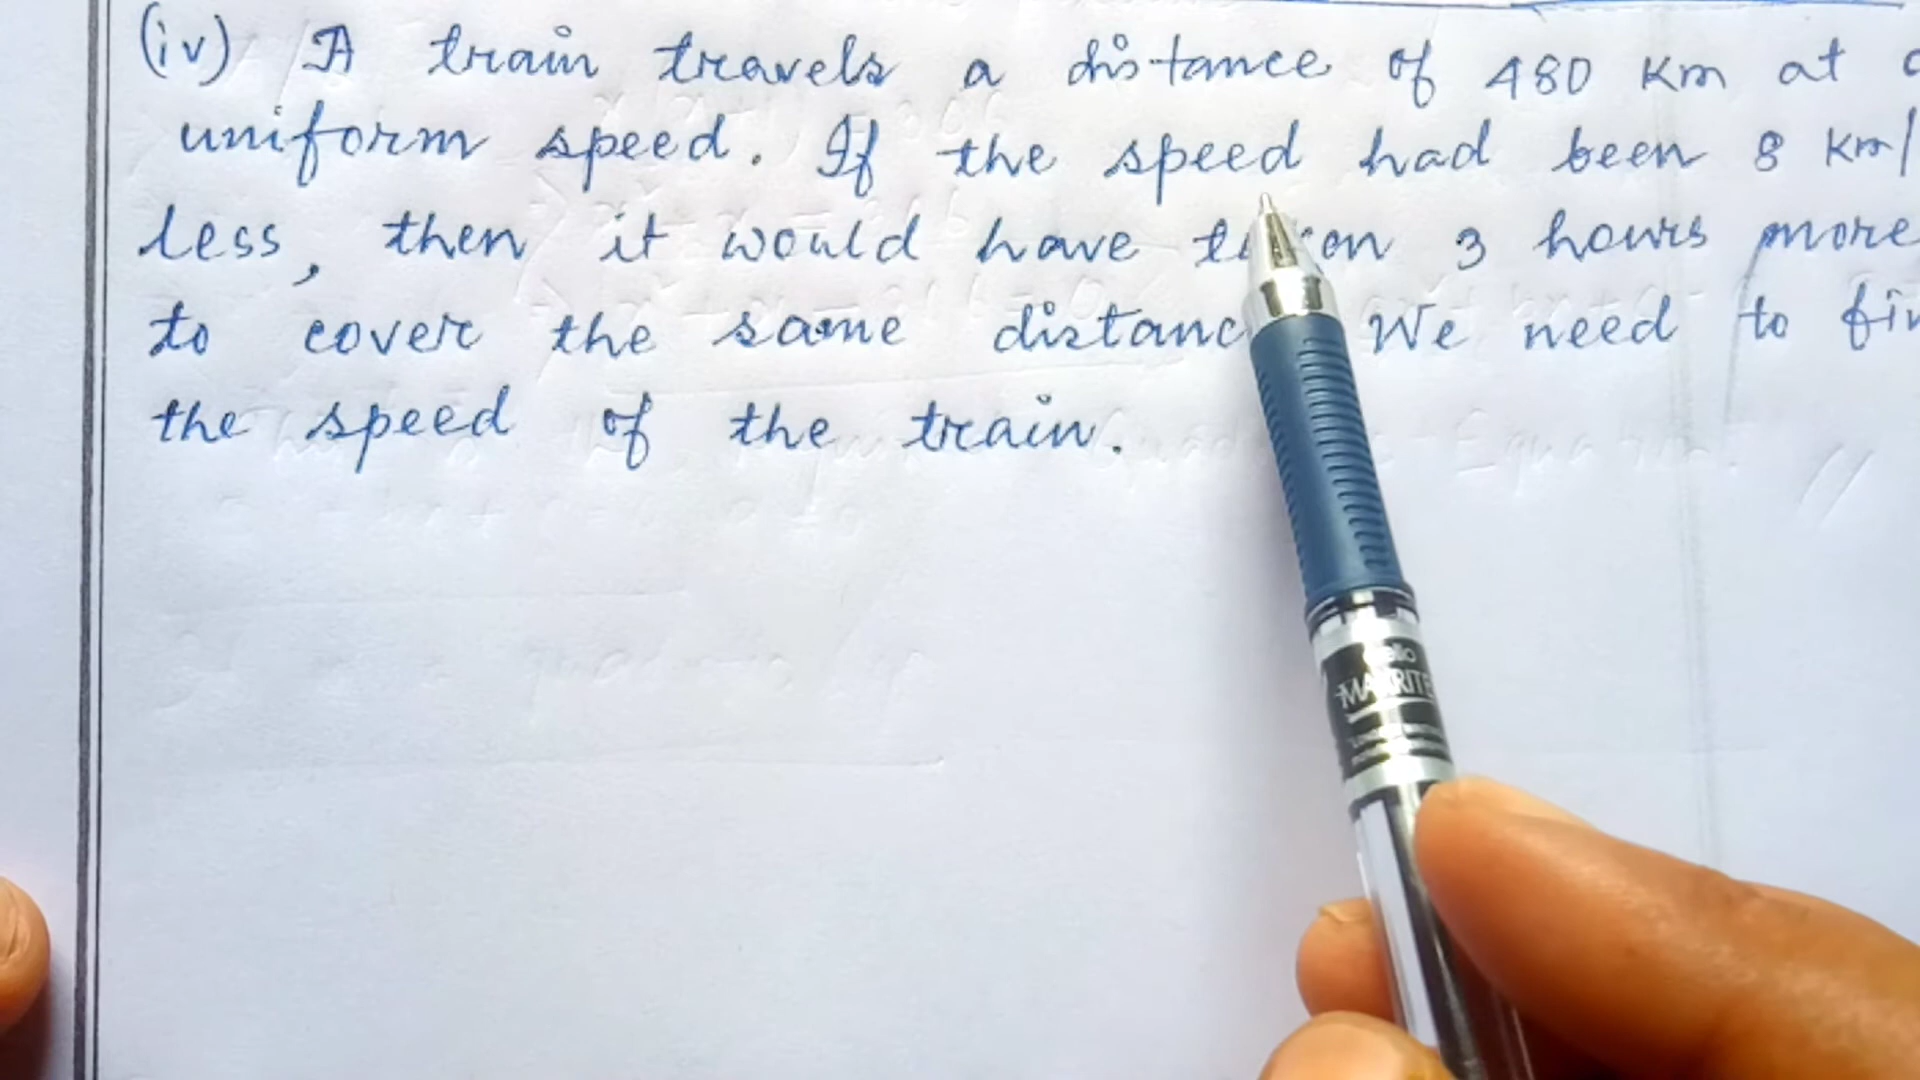 (iv) A train travels a distance of 480 Km at
uniform speed. If the speed had been 8 Km/
less, then it would have 3 hours more
to cover the same We need to
the speed of the train.